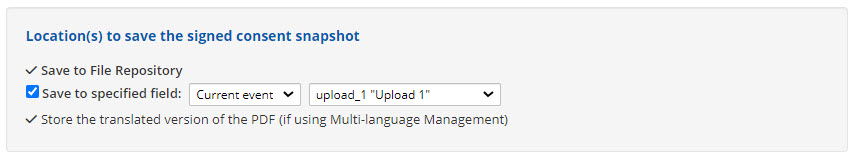 Location(s) to save the signed consent snapshot
Save to File Repository
Save to specified field: Current event upload_1 "Upload 1"
Store the translated version of the PDF (if using Multi-language Management)